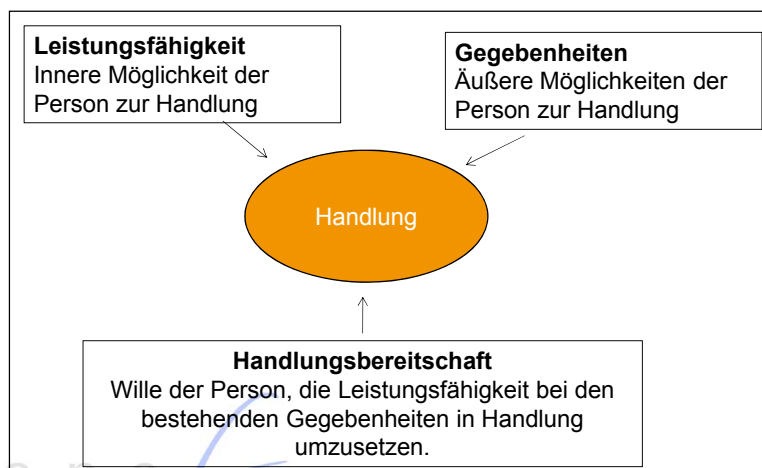 Leistungsfähigkeit
Innere Möglichkeit der
Person zur Handlung
Gegebenheiten
Äußere Möglichkeiten der
Person zur Handlung
Handlung
Handlungsbereitschaft
Wille der Person, die Leistungsfähigkeit bei den
bestehenden Gegebenheiten in Handlung
umzusetzen.